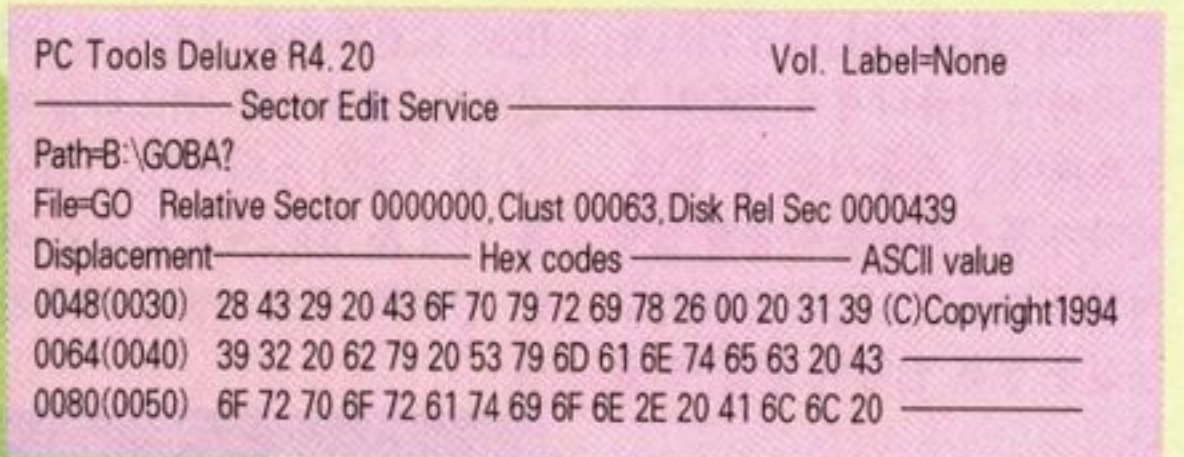 PC Tools Deluxe R4.20 Vol. Label=None
Sector Edit Service
Path=B:\GOBA?
File=GO Relative Sector 0000000,Clust 00063,Disk Rel Sec 0000439
Displacement Hex codes ASCII value
0048(0030) 28 43 29 20 43 6F 70 79 72 69 78 26 00 20 31 39 (C)Copyright1994
0064(0040) 39 32 20 62 79 20 53 79 6D 61 6E 74 65 63 20 43
0080(0050) 6F 72 70 6F 72 61 74 69 6F 6E 2E 20 41 6C 6C 20